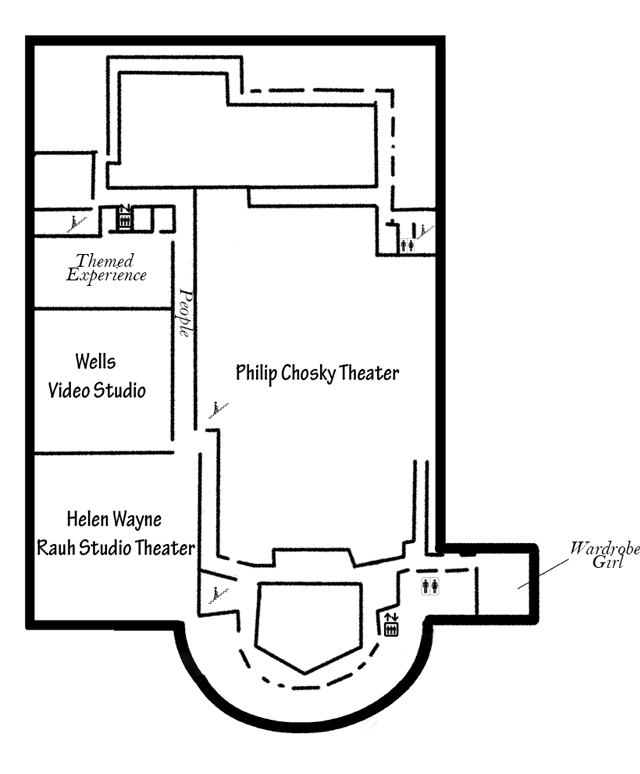 Themed
Experience
People
Wells
Video Studio
Philip Chosky Theater
Helen Wayne
Rauh Studio Theater
Wardrobe
Girl